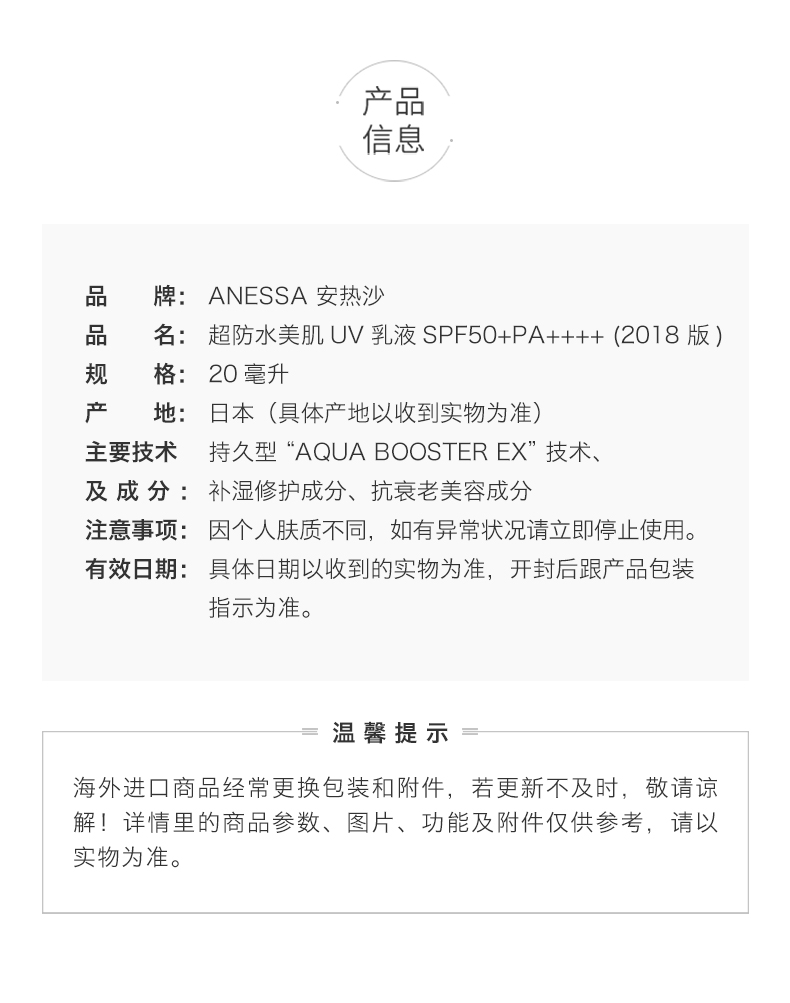 产品
信息
品　　牌： ANESSA 安热沙
品　　名： 超防水美肌 UV 乳液 SPF50+PA++++ (2018 版 )
规　　格： 20 毫升
产　　地： 日本（具体产地以收到实物为准）
主要技术 持久型 “AQUA BOOSTER EX” 技术、
及 成 分 ： 补湿修护成分、抗衰老美容成分
注意事项： 因个人肤质不同，如有异常状况请立即停止使用。
有效日期： 具体日期以收到的实物为准，开封后跟产品包装
指示为准。
温馨提示
海外进口商品经常更换包装和附件，若更新不及时，敬请谅
解！详情里的商品参数、图片、功能及附件仅供参考，请以
实物为准。